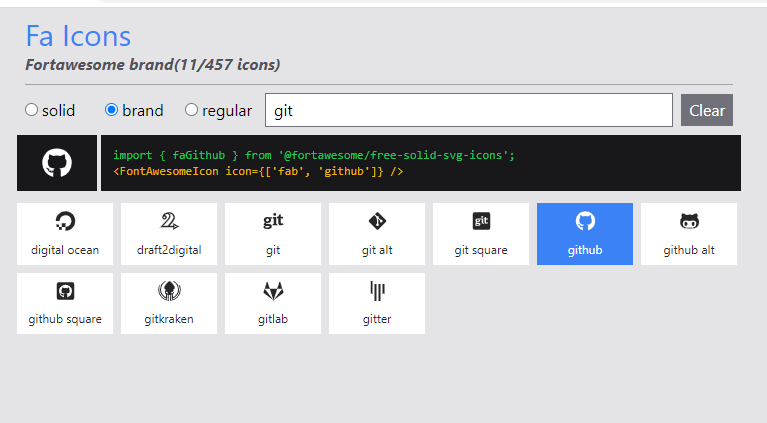 Fa Icons
Fortawesome brand(11/457 icons)
solid brand regular git Clear
import { faGithub } from '@fortawesome/free-solid-svg-icons';
<FontAwesomeIcon icon={['fab', 'github']} />
git git
digital ocean draft2digital git git alt git square github github alt
github square gitkraken gitlab gitter